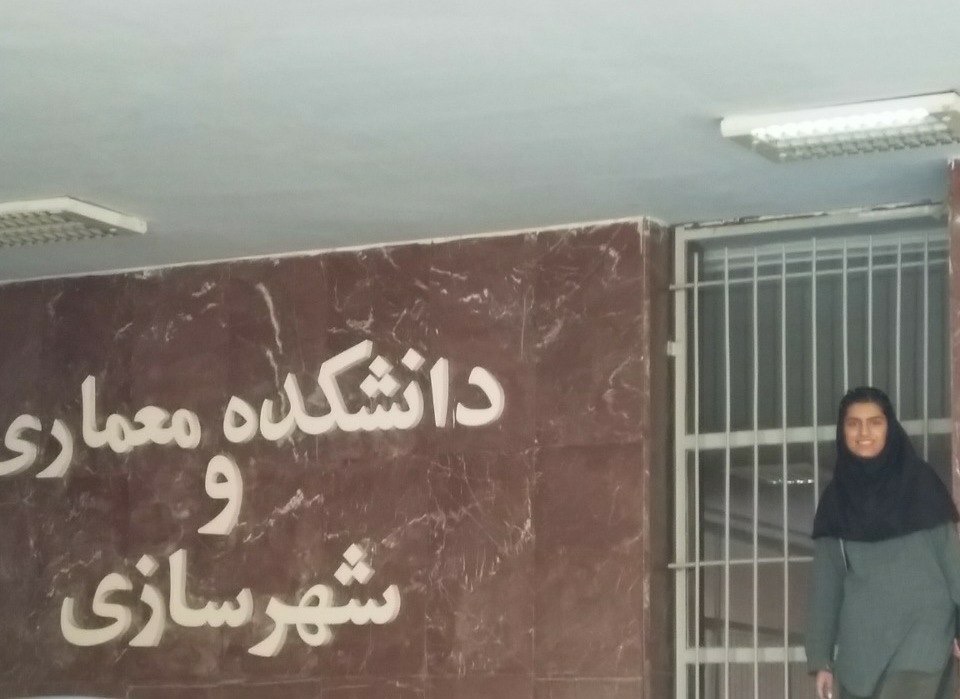 دانشکده معماری
و
شهرسازی